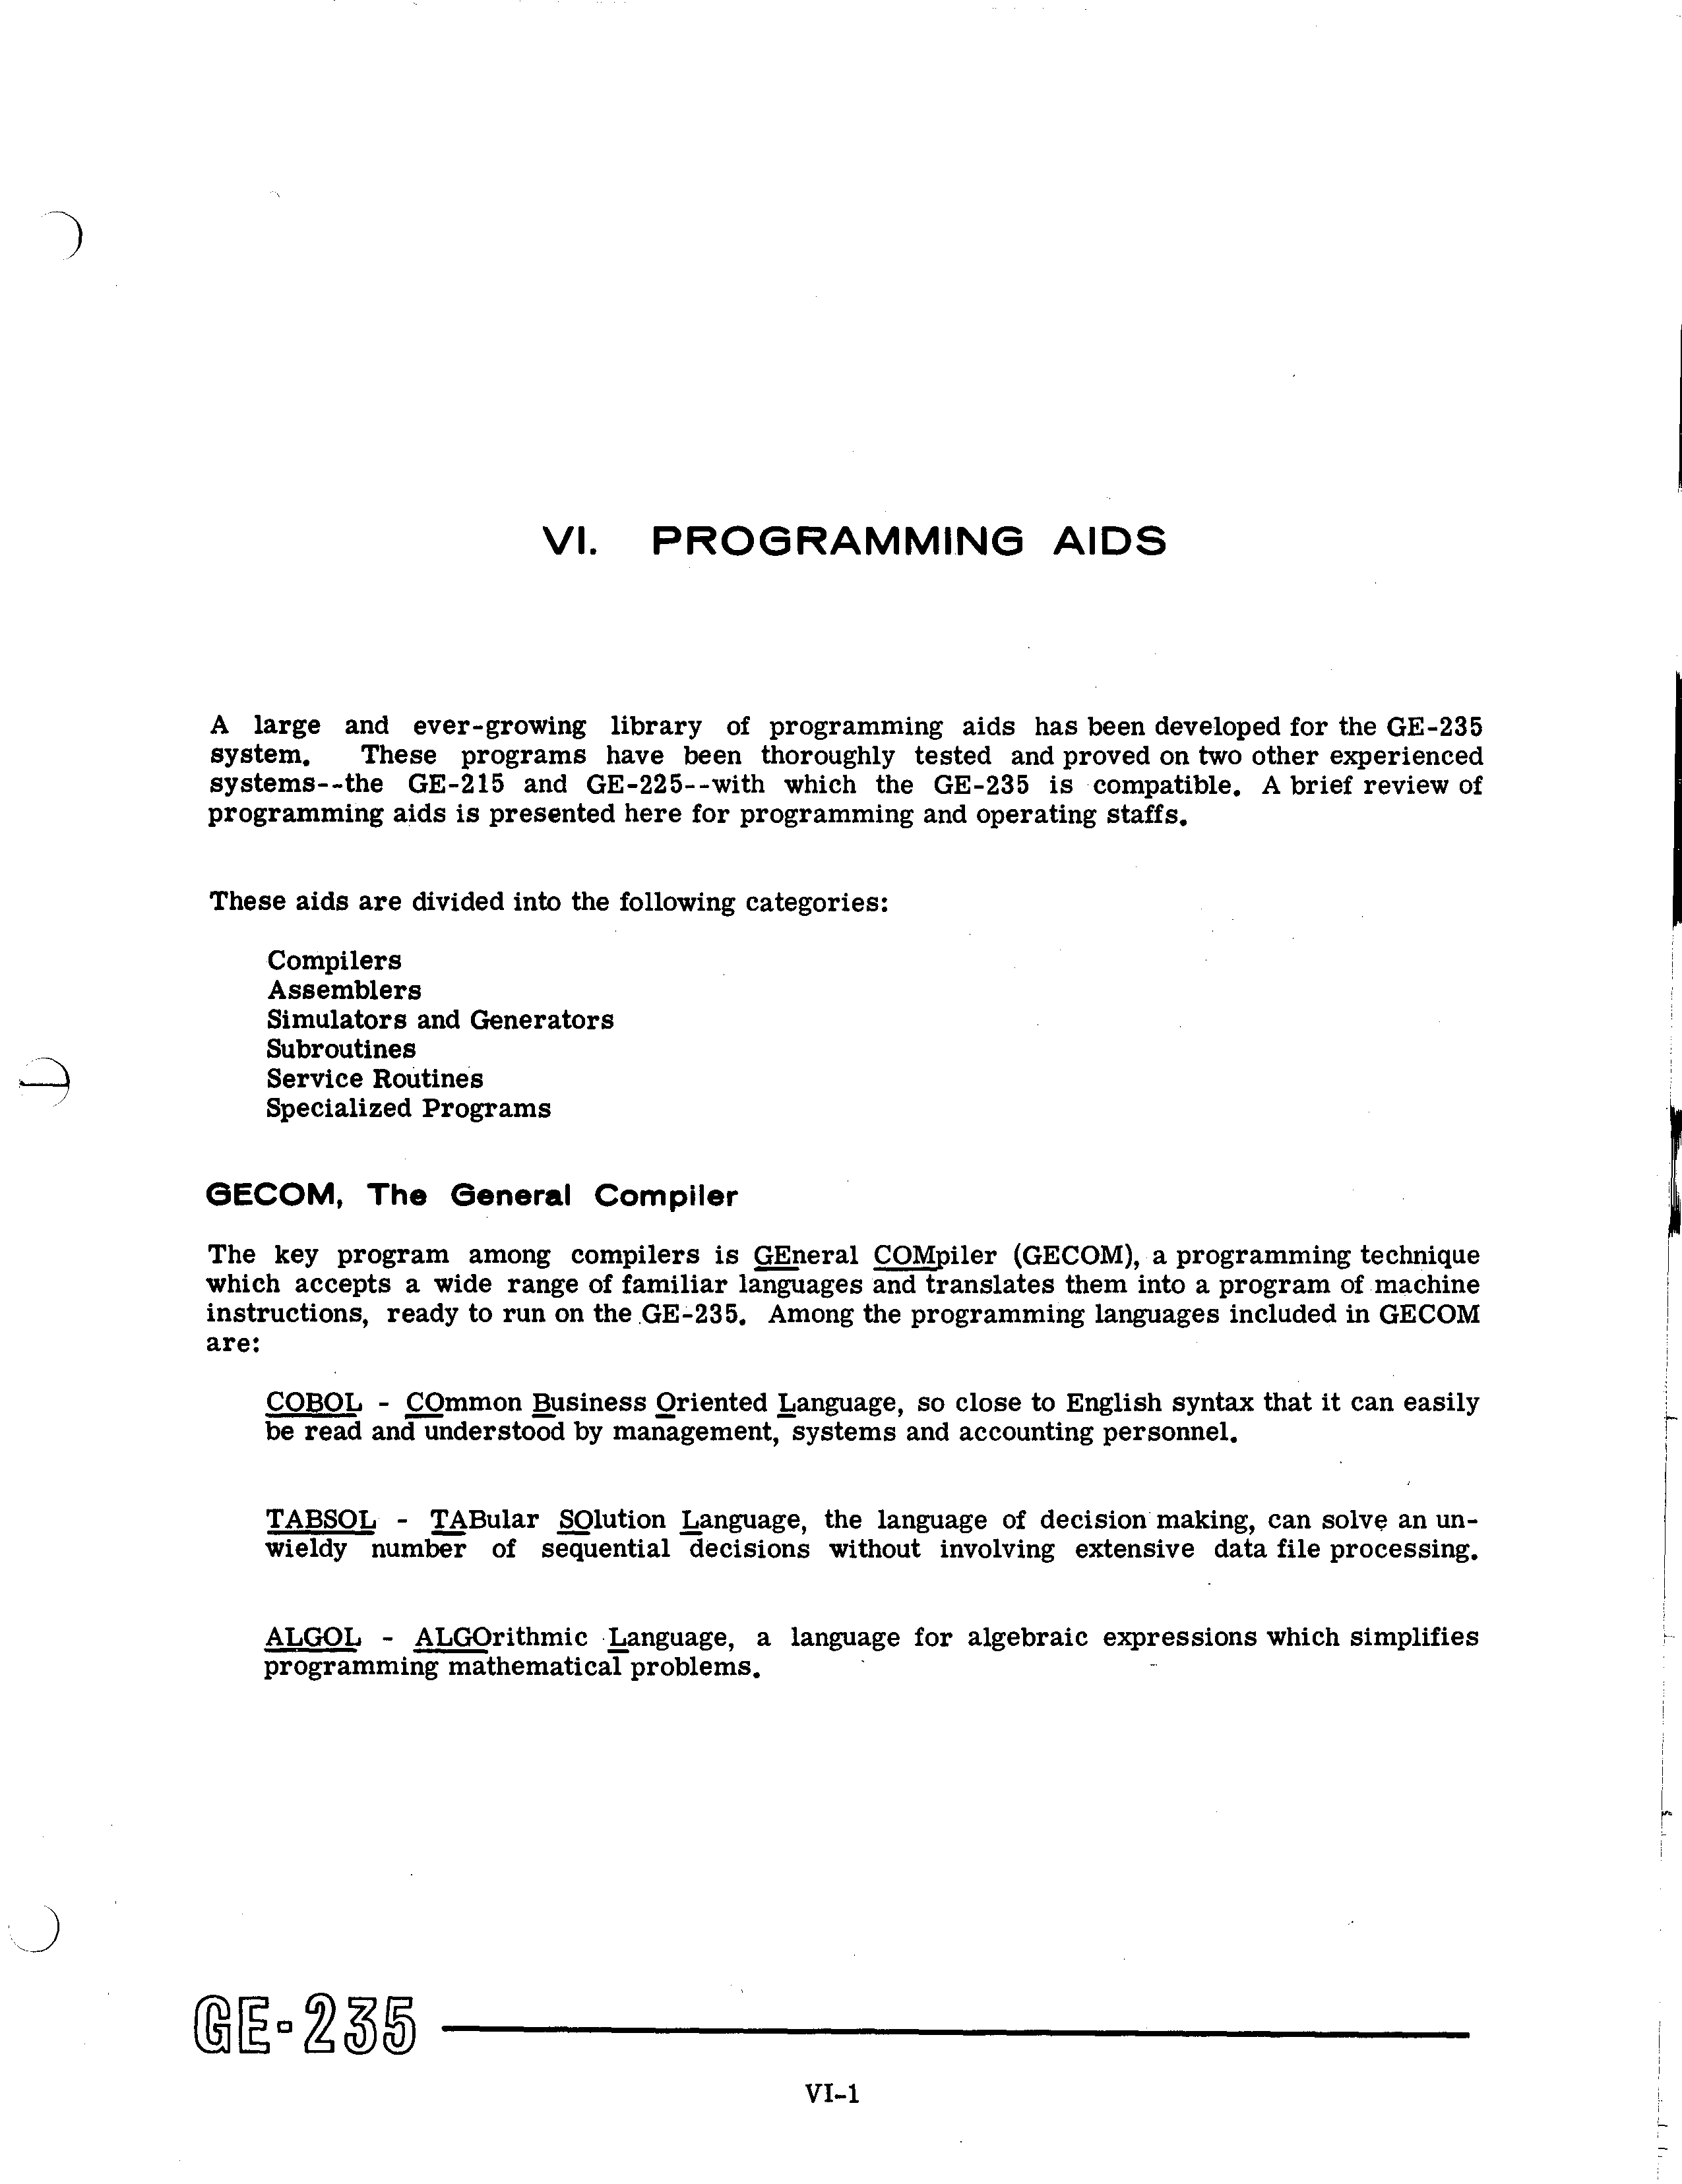 VI. PROGRAMMING AIDS
A large and ever-growing library of programming aids has been developed for the GE-235
system. These programs have been thoroughly tested and proved on two other experienced
systems--the GE-215 and GE-225--with which the GE-235 is compatible. A brief review of
programming aids is presented here for programming and operating staffs.
These aids are divided into the following categories:
Compilers
Assemblers
Simulators and Generators
Subroutines
Service Routines
Specialized Programs
GECOM, The General Compiler
The key program among compilers is GEneral COMpiler (GECOM), a programming technique
which accepts a wide range of familiar languages and translates them into a program of machine
instructions, ready to run on the GE-235. Among the programming languages included in GECOM
are:
COBOL - COmmon Business Oriented Language, so close to English syntax that it can easily
be read and understood by management, systems and accounting personnel.
TABSOL - TABular SOlution Language, the language of decision making, can solve an un-
wieldy number of sequential decisions without involving extensive data file processing.
ALGOL - ALGOrithmic Language, a language for algebraic expressions which simplifies
programming mathematical problems.
GE-235
VI-1